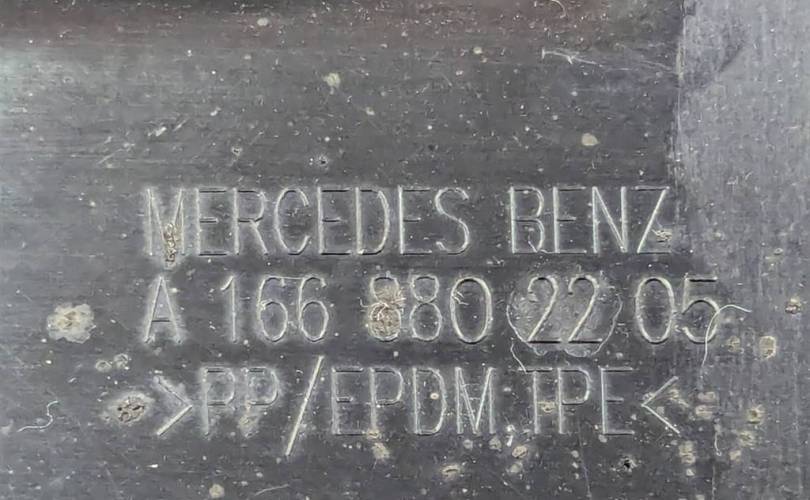 MERCEDES BENZ
A 166 880 22 05
>PP/EPDM TPE<